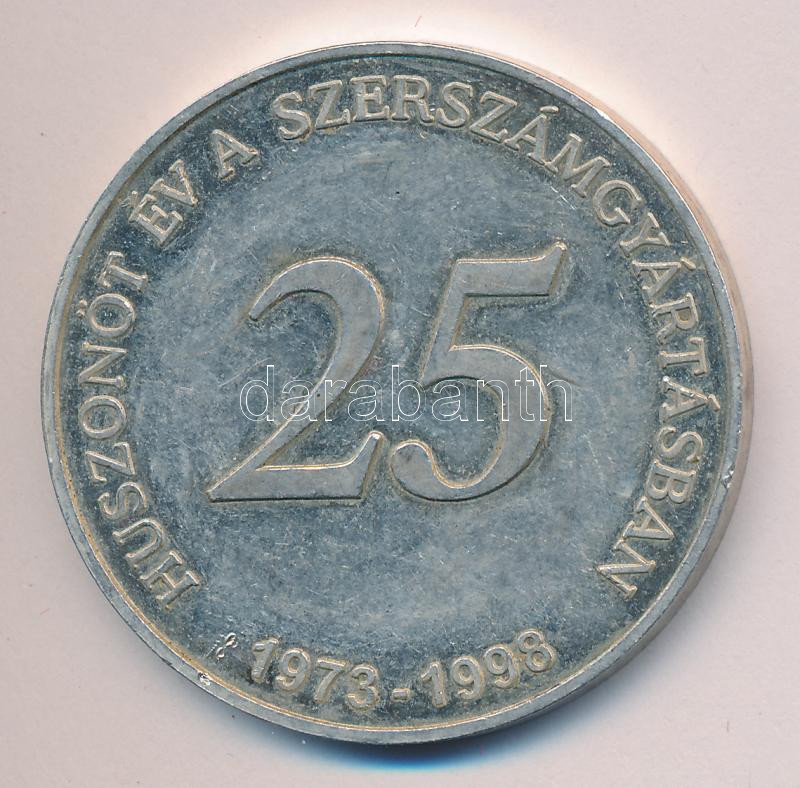 HUSZONÖT ÉV A SZERSZÁMGYÁRTÁSBAN
25
darabanth
1973-1998